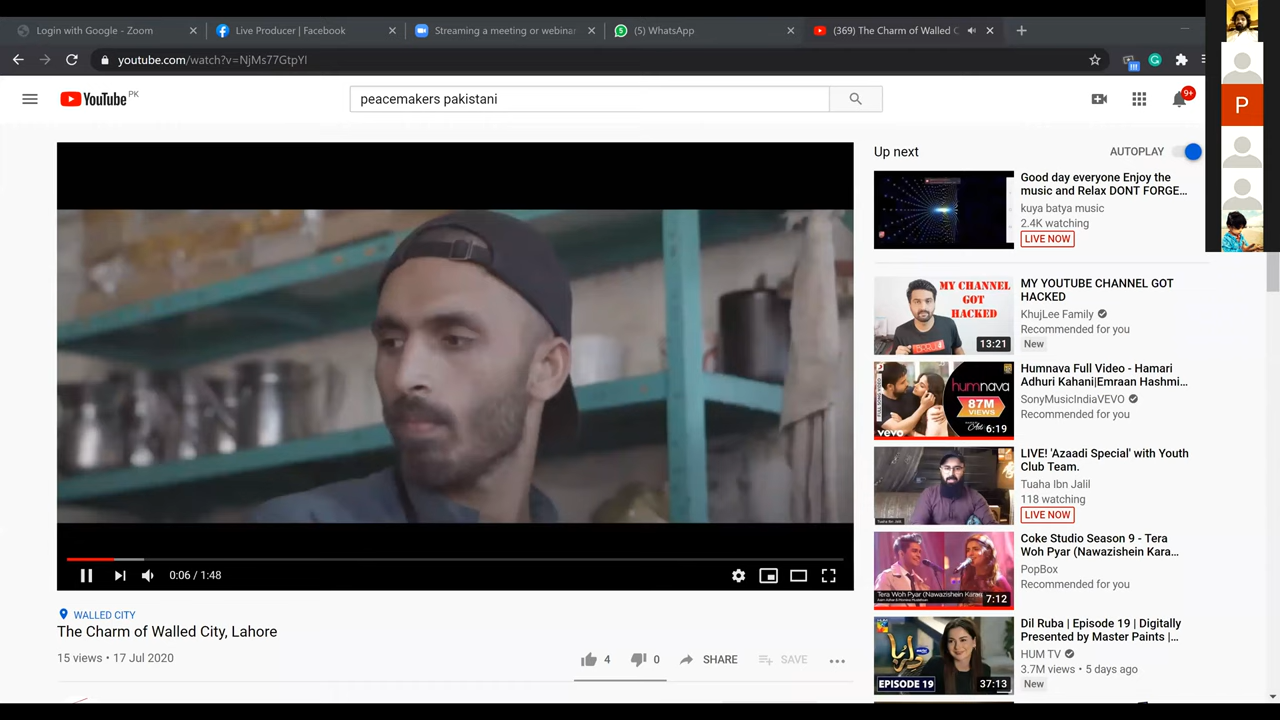 Login with Google - Zoom
Live Producer | Facebook
Streaming a meeting or webinar
(5) WhatsApp
(369) The Charm of Walled C
youtube.com/watch?v=NjMs77GtpYI
YouTube PK
peacemakers pakistani
9+
P
Up next
AUTOPLAY
Good day everyone Enjoy the
music and Relax DONT FORGE...
kuya batya music
2.4K watching
LIVE NOW
MY CHANNEL
GOT
HACKED
13:21
MY YOUTUBE CHANNEL GOT
HACKED
KhujLee Family
Recommended for you
New
humnava
87M
VIEWS
vevo
6:19
Humnava Full Video - Hamari
Adhuri Kahani|Emraan Hashmi...
SonyMusicIndiaVEVO
Recommended for you
Tuaha Ibn Jalil
LIVE! 'Azaadi Special' with Youth
Club Team.
Tuaha Ibn Jalil
118 watching
LIVE NOW
Tera Woh Pyar (Nawazishein Karam
7:12
Coke Studio Season 9 - Tera
Woh Pyar (Nawazishein Kara...
PopBox
Recommended for you
EPISODE 19
37:13
Dil Ruba | Episode 19 | Digitally
Presented by Master Paints |...
HUM TV
3.7M views • 5 days ago
New
0:06 / 1:48
WALLED CITY
The Charm of Walled City, Lahore
15 views • 17 Jul 2020
4
0
SHARE
SAVE